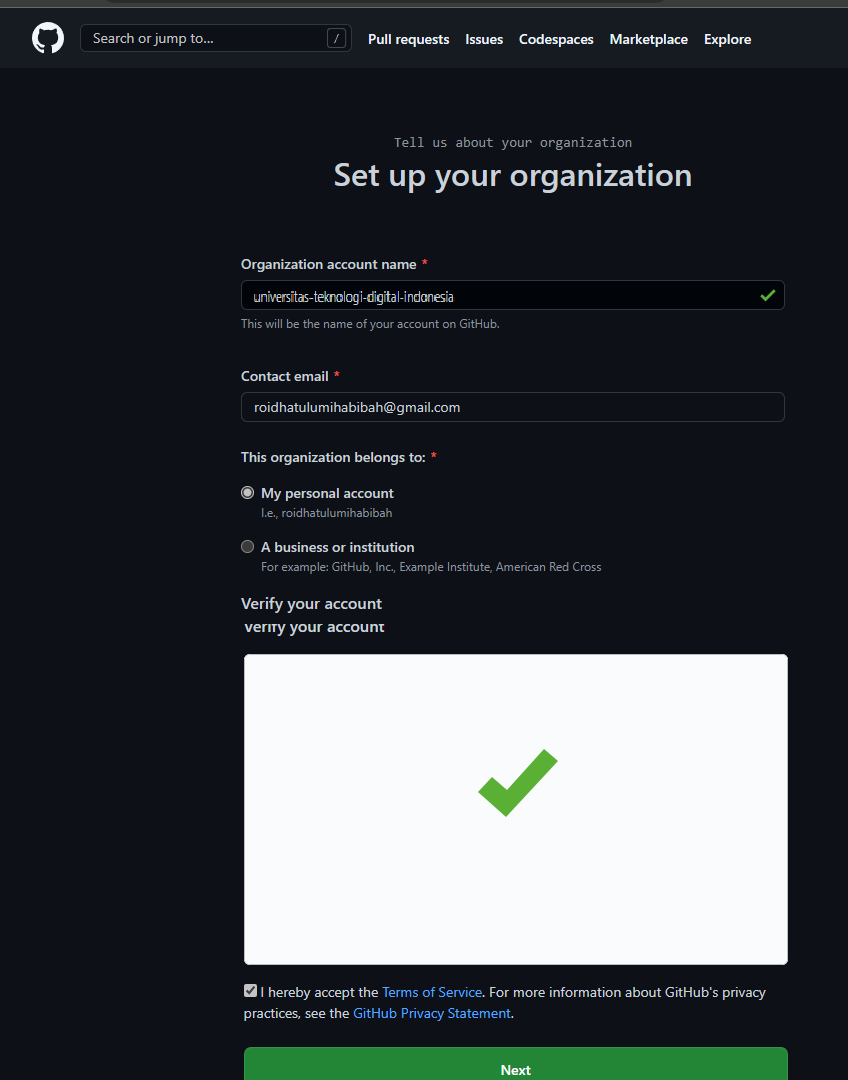 Search or jump to... /
Pull requests Issues Codespaces Marketplace Explore
Tell us about your organization
Set up your organization
Organization account name *
universitas-teknologi-digital-indonesia
This will be the name of your account on GitHub.
Contact email *
roidhatulumihabibah@gmail.com
This organization belongs to: *
My personal account
I.e., roidhatulumihabibah
A business or institution
For example: GitHub, Inc., Example Institute, American Red Cross
Verify your account
Verify your account
I hereby accept the Terms of Service. For more information about GitHub's privacy
practices, see the GitHub Privacy Statement.
Next